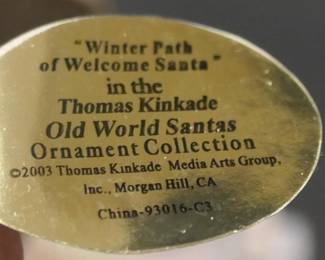 "Winter Path
of Welcome Santa"
in the
Thomas Kinkade
Old World Santas
Ornament Collection
©2003 Thomas Kinkade Media Arts Group,
Inc., Morgan Hill, CA
China-93016-C3